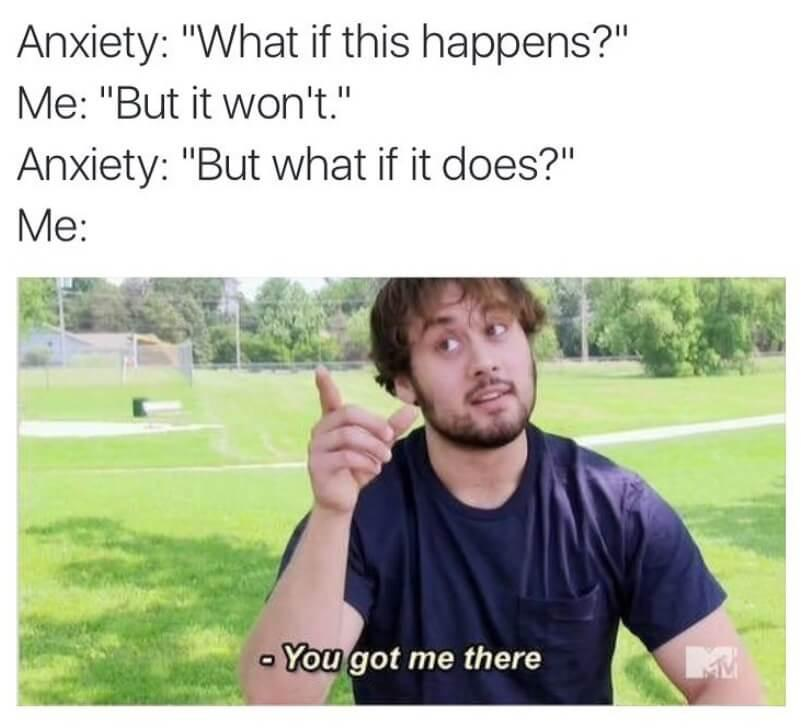 Anxiety: "What if this happens?"
Me: "But it won't."
Anxiety: "But what if it does?"
Me:
- You got me there
MTV